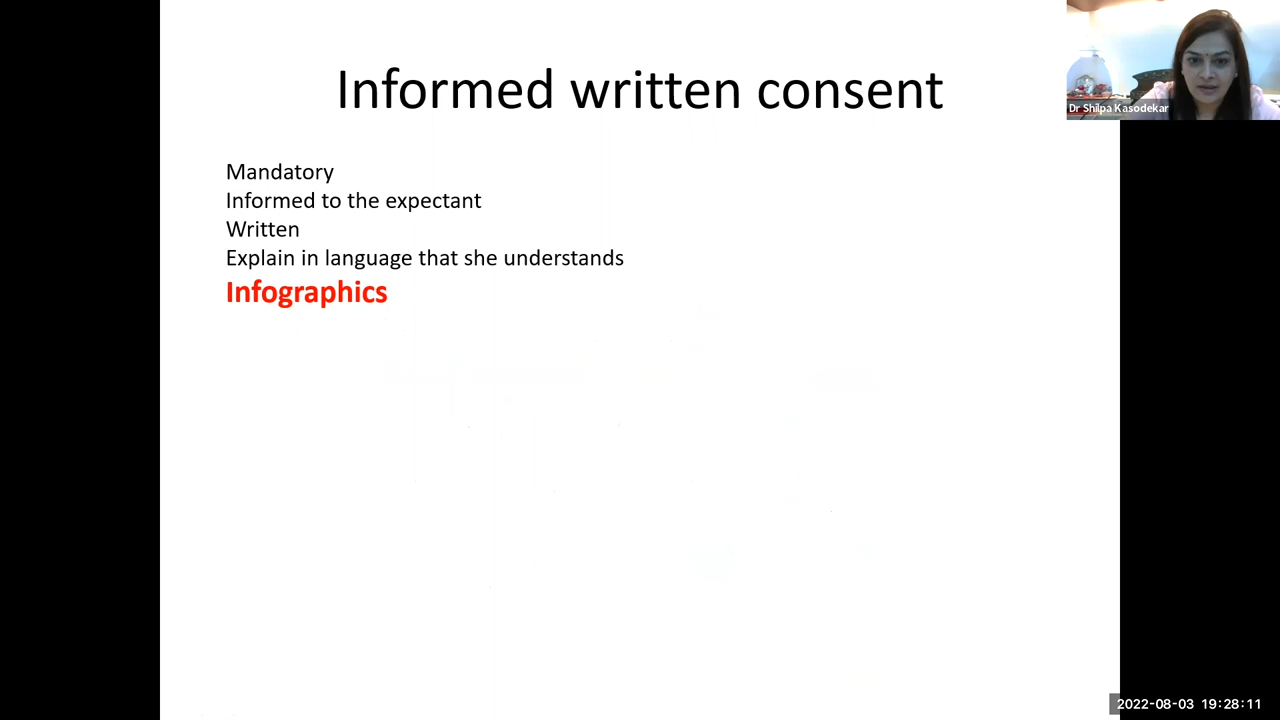 Informed written consent
Dr Shilpa Kasodekar
Mandatory
Informed to the expectant
Written
Explain in language that she understands
Infographics
2022-08-03 19:28:11